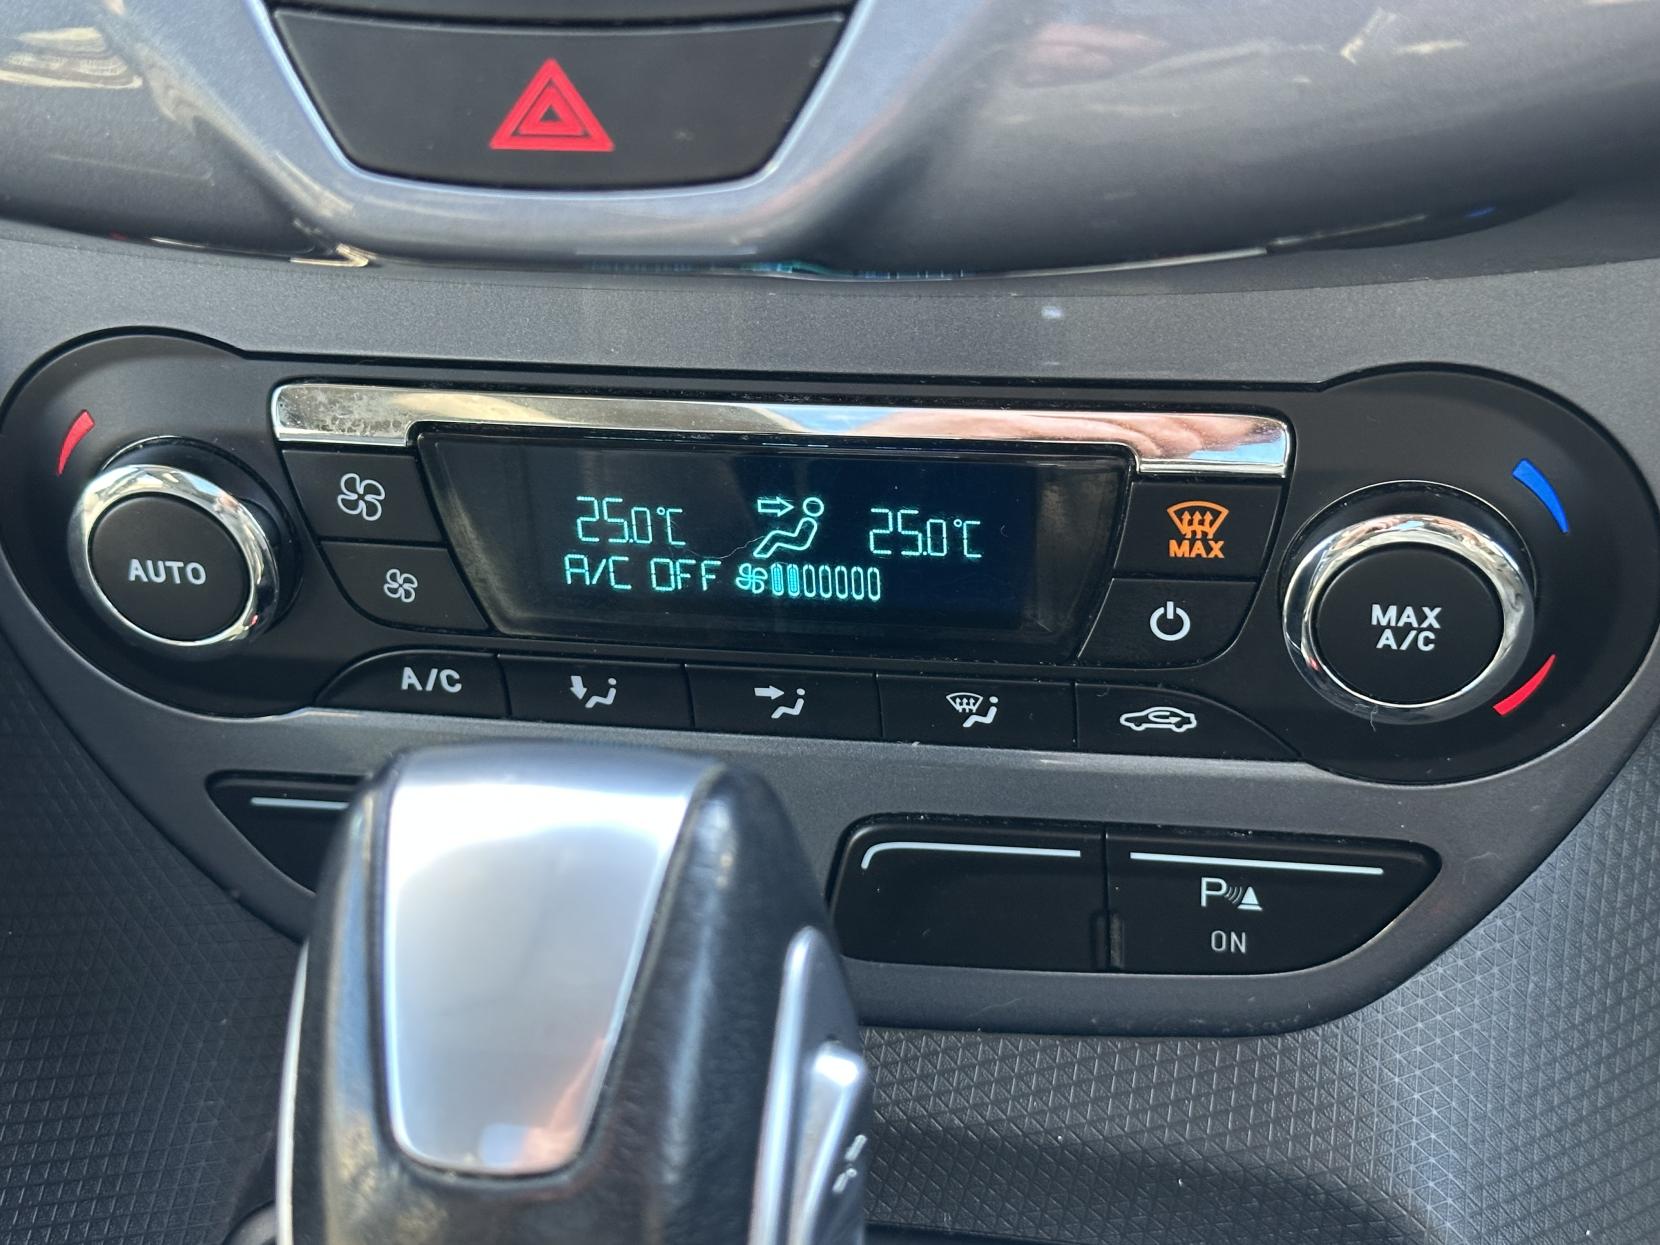 25.0°C 25.0°C
A/C OFF
MAX
AUTO
MAX
A/C
A/C
P
ON